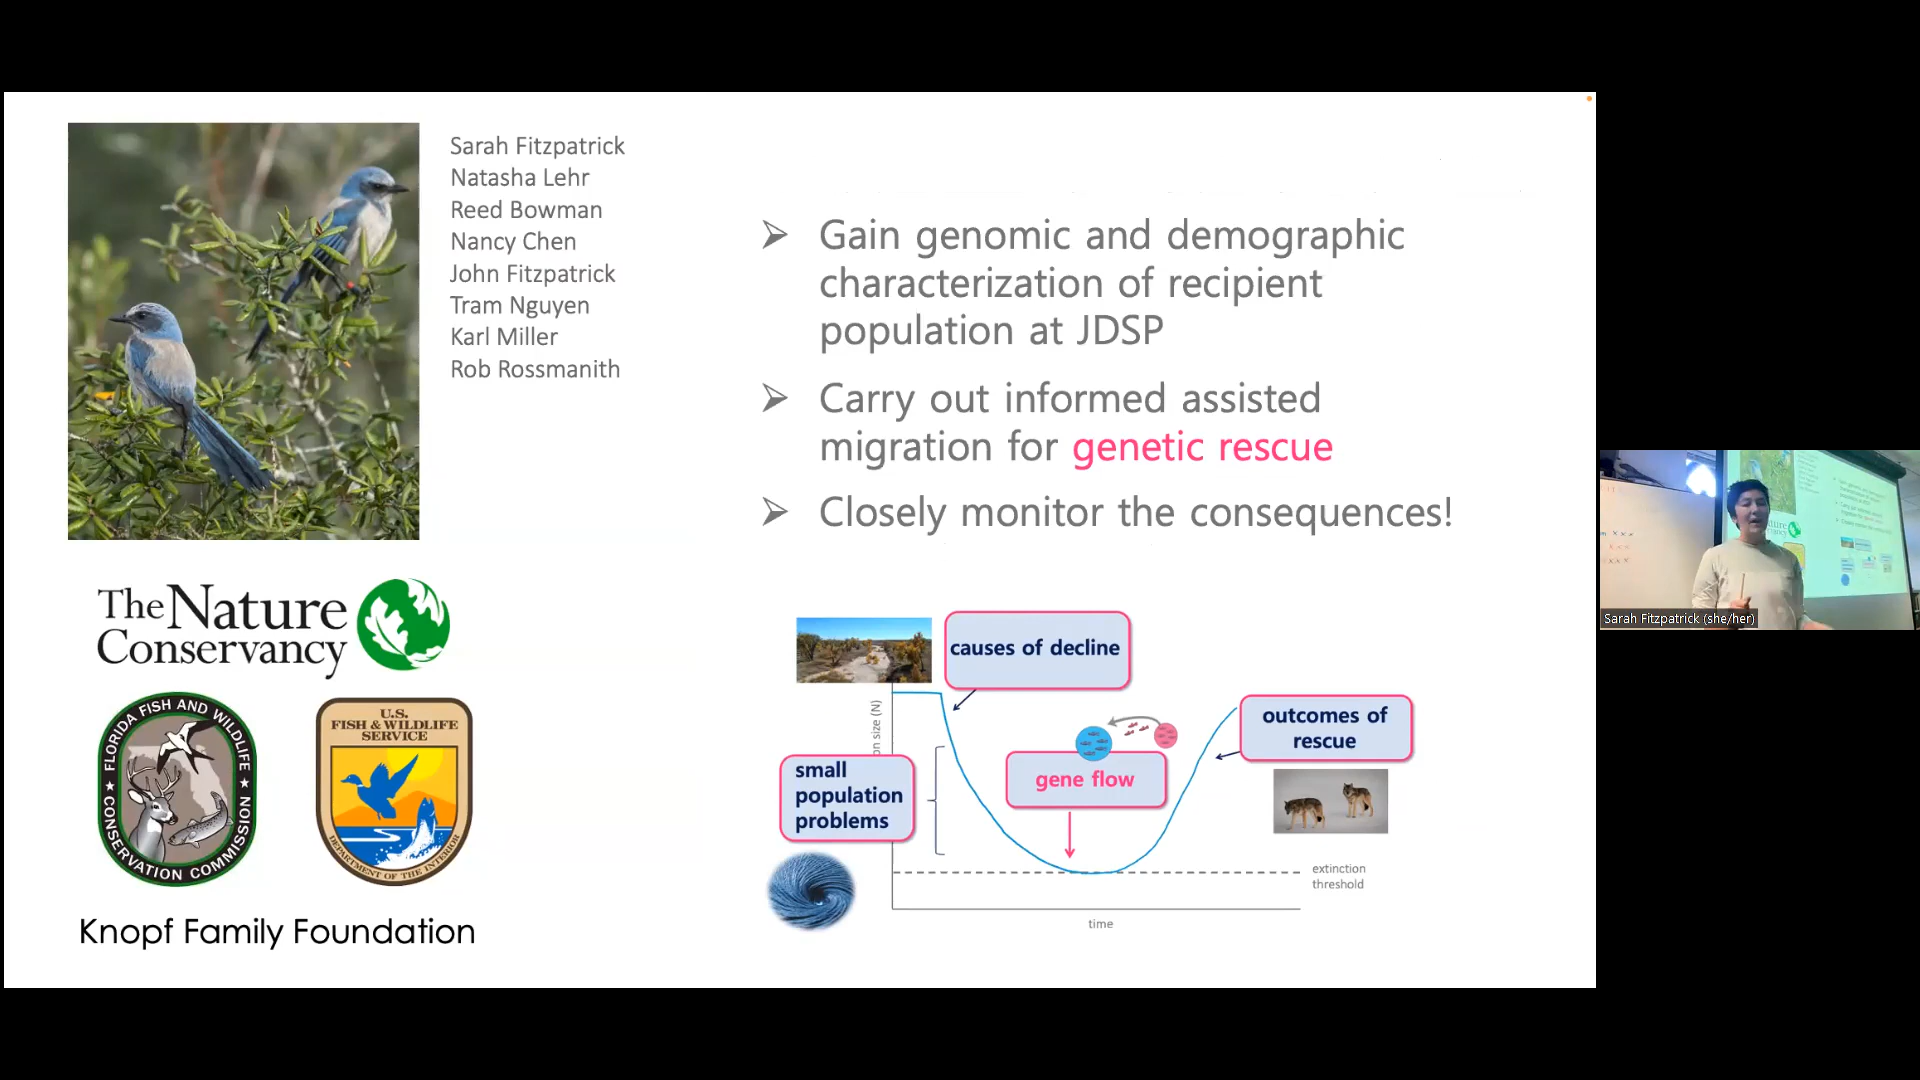 Sarah Fitzpatrick
Natasha Lehr
Reed Bowman
Nancy Chen
John Fitzpatrick
Tram Nguyen
Karl Miller
Rob Rossmanith
The Nature
Conservancy
FLORIDA FISH AND WILDLIFE
★ CONSERVATION COMMISSION ★
U.S.
FISH & WILDLIFE
SERVICE
DEPARTMENT OF THE INTERIOR
Knopf Family Foundation
➢ Gain genomic and demographic
characterization of recipient
population at JDSP
➢ Carry out informed assisted
migration for genetic rescue
➢ Closely monitor the consequences!
causes of decline
on size (N)
small
population
problems
gene flow
outcomes of
rescue
extinction
threshold
time
Sarah Fitzpatrick (she/her)